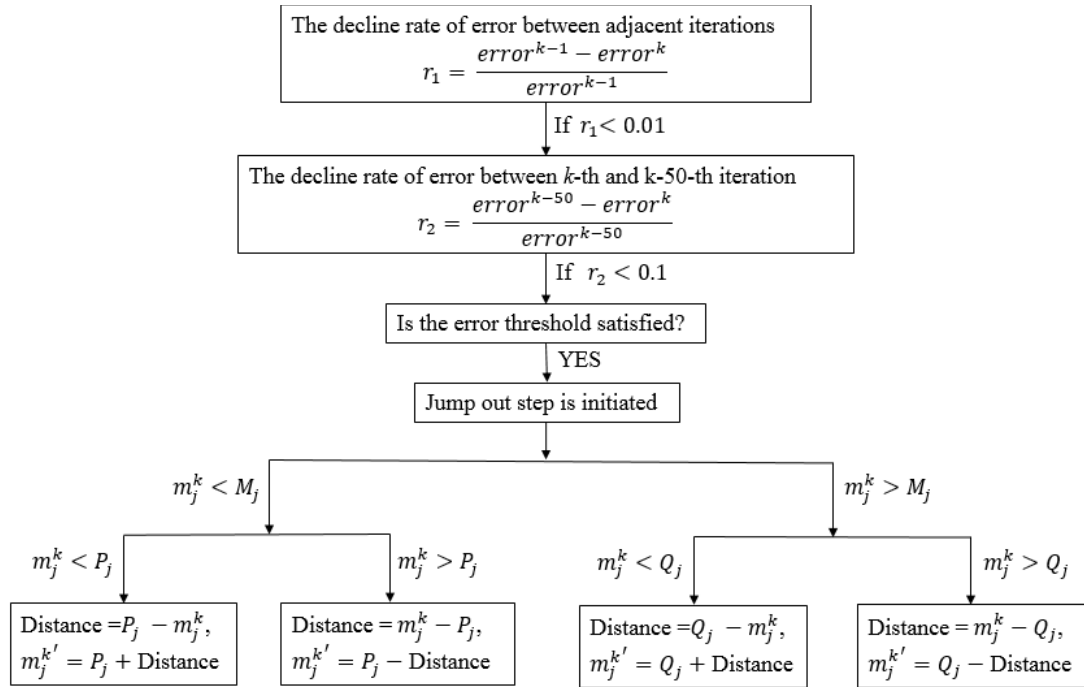 The decline rate of error between adjacent iterations
r₁ = (error^{k−1} − error^{k}) / error^{k−1}
If r₁< 0.01
The decline rate of error between k-th and k-50-th iteration
r₂ = (error^{k−50} − error^{k}) / error^{k−50}
If r₂ < 0.1
Is the error threshold satisfied?
YES
Jump out step is initiated
m_j^k < M_j
m_j^k > M_j
m_j^k < P_j
m_j^k > P_j
m_j^k < Q_j
m_j^k > Q_j
Distance =P_j − m_j^k,
m_j^{k'} = P_j + Distance
Distance = m_j^k − P_j,
m_j^{k'} = P_j − Distance
Distance =Q_j − m_j^k,
m_j^{k'} = Q_j + Distance
Distance = m_j^k − Q_j,
m_j^{k'} = Q_j − Distance